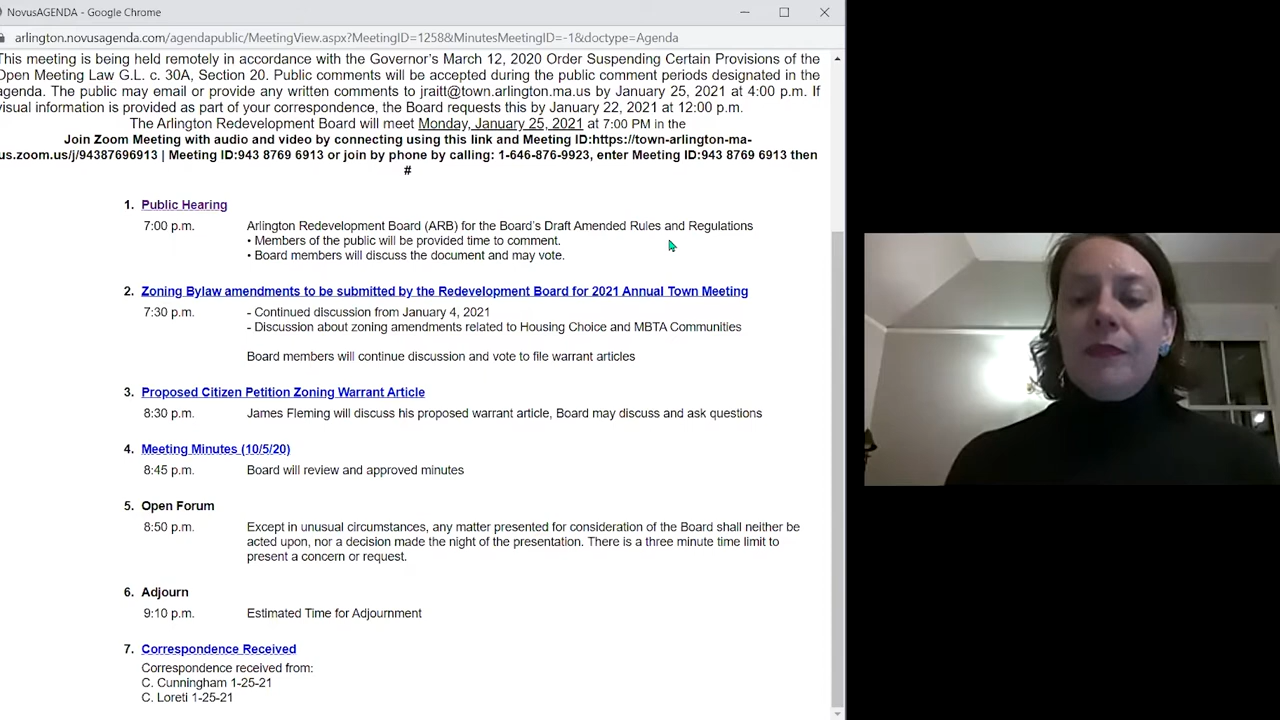 NovusAGENDA - Google Chrome
arlington.novusagenda.com/agendapublic/MeetingView.aspx?MeetingID=1258&MinutesMeetingID=-1&doctype=Agenda
This meeting is being held remotely in accordance with the Governor's March 12, 2020 Order Suspending Certain Provisions of the
Open Meeting Law G.L. c. 30A, Section 20. Public comments will be accepted during the public comment periods designated in the
agenda. The public may email or provide any written comments to jraitt@town.arlington.ma.us by January 25, 2021 at 4:00 p.m. If
visual information is provided as part of your correspondence, the Board requests this by January 22, 2021 at 12:00 p.m.
The Arlington Redevelopment Board will meet Monday, January 25, 2021 at 7:00 PM in the
Join Zoom Meeting with audio and video by connecting using this link and Meeting ID:https://town-arlington-ma-
us.zoom.us/j/94387696913 | Meeting ID:943 8769 6913 or join by phone by calling: 1-646-876-9923, enter Meeting ID:943 8769 6913 then
#
1. Public Hearing
7:00 p.m. Arlington Redevelopment Board (ARB) for the Board's Draft Amended Rules and Regulations
• Members of the public will be provided time to comment.
• Board members will discuss the document and may vote.
2. Zoning Bylaw amendments to be submitted by the Redevelopment Board for 2021 Annual Town Meeting
7:30 p.m. - Continued discussion from January 4, 2021
- Discussion about zoning amendments related to Housing Choice and MBTA Communities
Board members will continue discussion and vote to file warrant articles
3. Proposed Citizen Petition Zoning Warrant Article
8:30 p.m. James Fleming will discuss his proposed warrant article, Board may discuss and ask questions
4. Meeting Minutes (10/5/20)
8:45 p.m. Board will review and approved minutes
5. Open Forum
8:50 p.m. Except in unusual circumstances, any matter presented for consideration of the Board shall neither be
acted upon, nor a decision made the night of the presentation. There is a three minute time limit to
present a concern or request.
6. Adjourn
9:10 p.m. Estimated Time for Adjournment
7. Correspondence Received
Correspondence received from:
C. Cunningham 1-25-21
C. Loreti 1-25-21